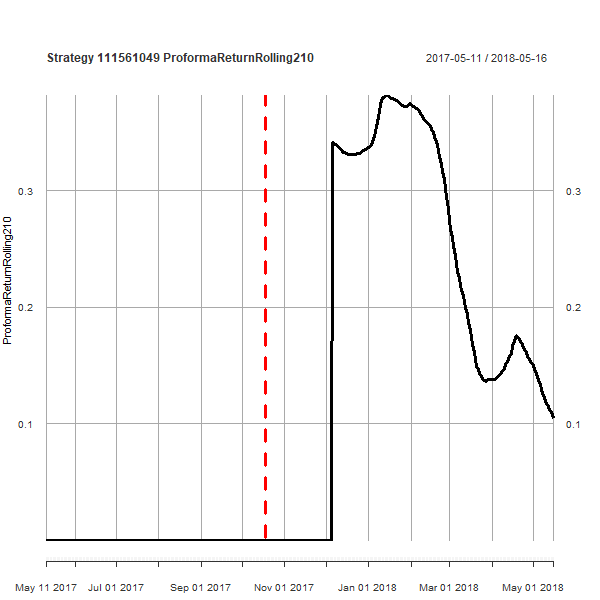 Strategy 111561049 ProformaReturnRolling210
2017-05-11 / 2018-05-16
ProformaReturnRolling210
0.3
0.3
0.2
0.2
0.1
0.1
May 11 2017
Jul 01 2017
Sep 01 2017
Nov 01 2017
Jan 01 2018
Mar 01 2018
May 01 2018